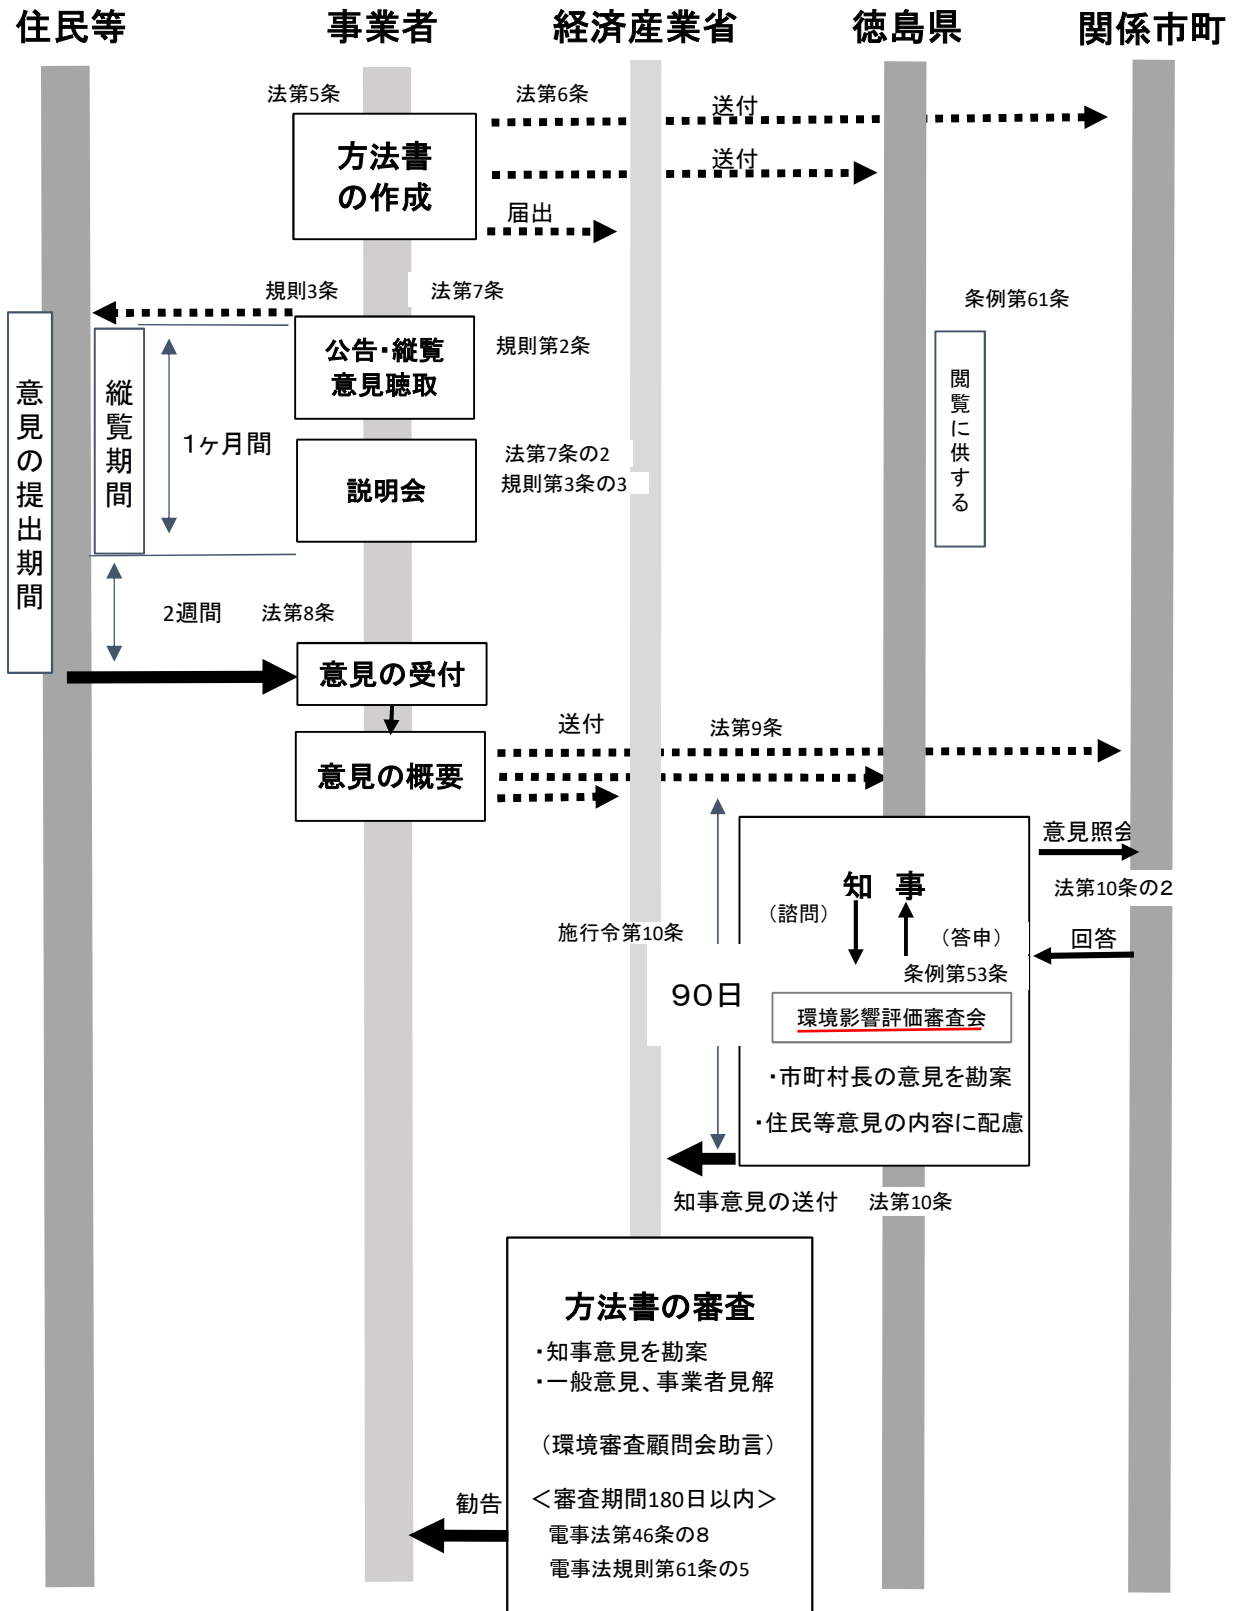 住民等
事業者
経済産業省
徳島県
関係市町
法第5条
法第6条
送付
方法書
の作成
送付
届出
規則3条
法第7条
条例第61条
公告・縦覧
意見聴取
規則第2条
意見の提出期間
縦覧期間
1ヶ月間
閲覧に供する
説明会
法第7条の2
規則第3条の3
2週間
法第8条
意見の受付
送付
法第9条
意見の概要
意見照会
知 事
法第10条の2
(諮問)
施行令第10条
(答申)
回答
条例第53条
90日
環境影響評価審査会
・市町村長の意見を勘案
・住民等意見の内容に配慮
知事意見の送付
法第10条
方法書の審査
・知事意見を勘案
・一般意見、事業者見解
(環境審査顧問会助言)
勧告
<審査期間180日以内>
電事法第46条の8
電事法規則第61条の5